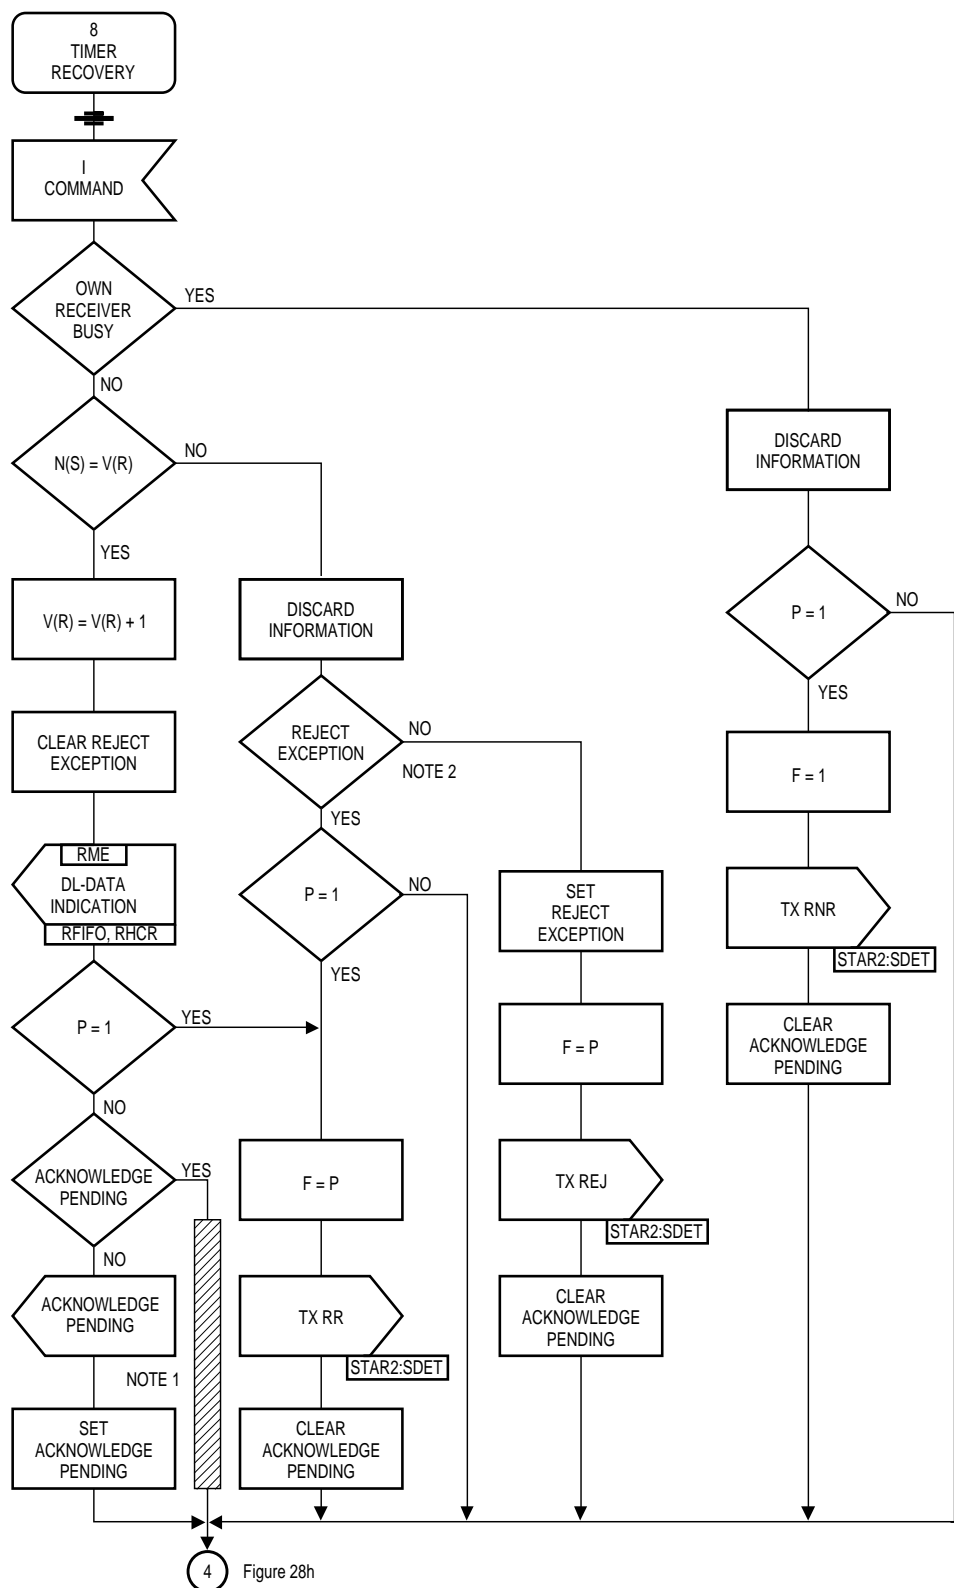 8
TIMER
RECOVERY
I
COMMAND
OWN
RECEIVER
BUSY
YES
NO
N(S) = V(R)
NO
YES
DISCARD
INFORMATION
V(R) = V(R) + 1
DISCARD
INFORMATION
P = 1
NO
YES
CLEAR REJECT
EXCEPTION
REJECT
EXCEPTION
NO
NOTE 2
YES
F = 1
RME
DL-DATA
INDICATION
RFIFO, RHCR
P = 1
NO
YES
SET
REJECT
EXCEPTION
TX RNR
STAR2:SDET
P = 1
YES
NO
F = P
CLEAR
ACKNOWLEDGE
PENDING
ACKNOWLEDGE
PENDING
YES
NO
F = P
TX REJ
STAR2:SDET
ACKNOWLEDGE
PENDING
NOTE 1
TX RR
STAR2:SDET
CLEAR
ACKNOWLEDGE
PENDING
SET
ACKNOWLEDGE
PENDING
CLEAR
ACKNOWLEDGE
PENDING
4
Figure 28h